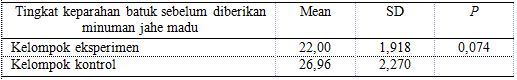 Tingkat keparahan batuk sebelum diberikan minuman jahe madu Mean SD P
Kelompok eksperimen 22,00 1,918 0,074
Kelompok kontrol 26,96 2,270